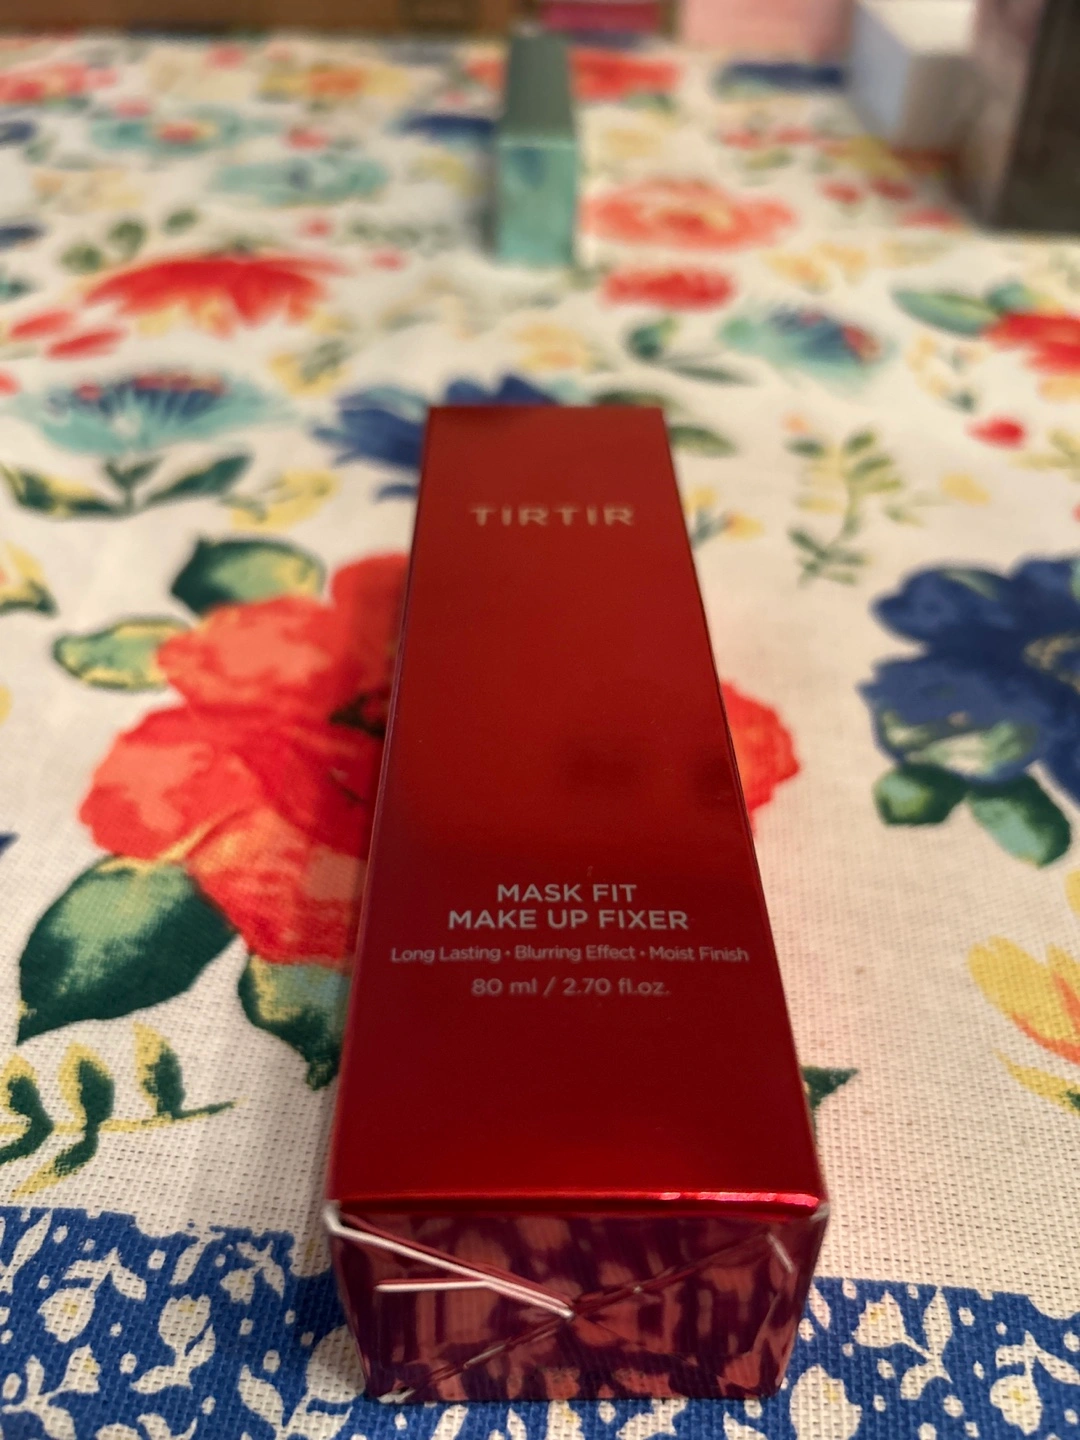 TIRTIR
MASK FIT
MAKE UP FIXER
Long Lasting • Blurring Effect • Moist Finish
80 ml / 2.70 fl.oz.